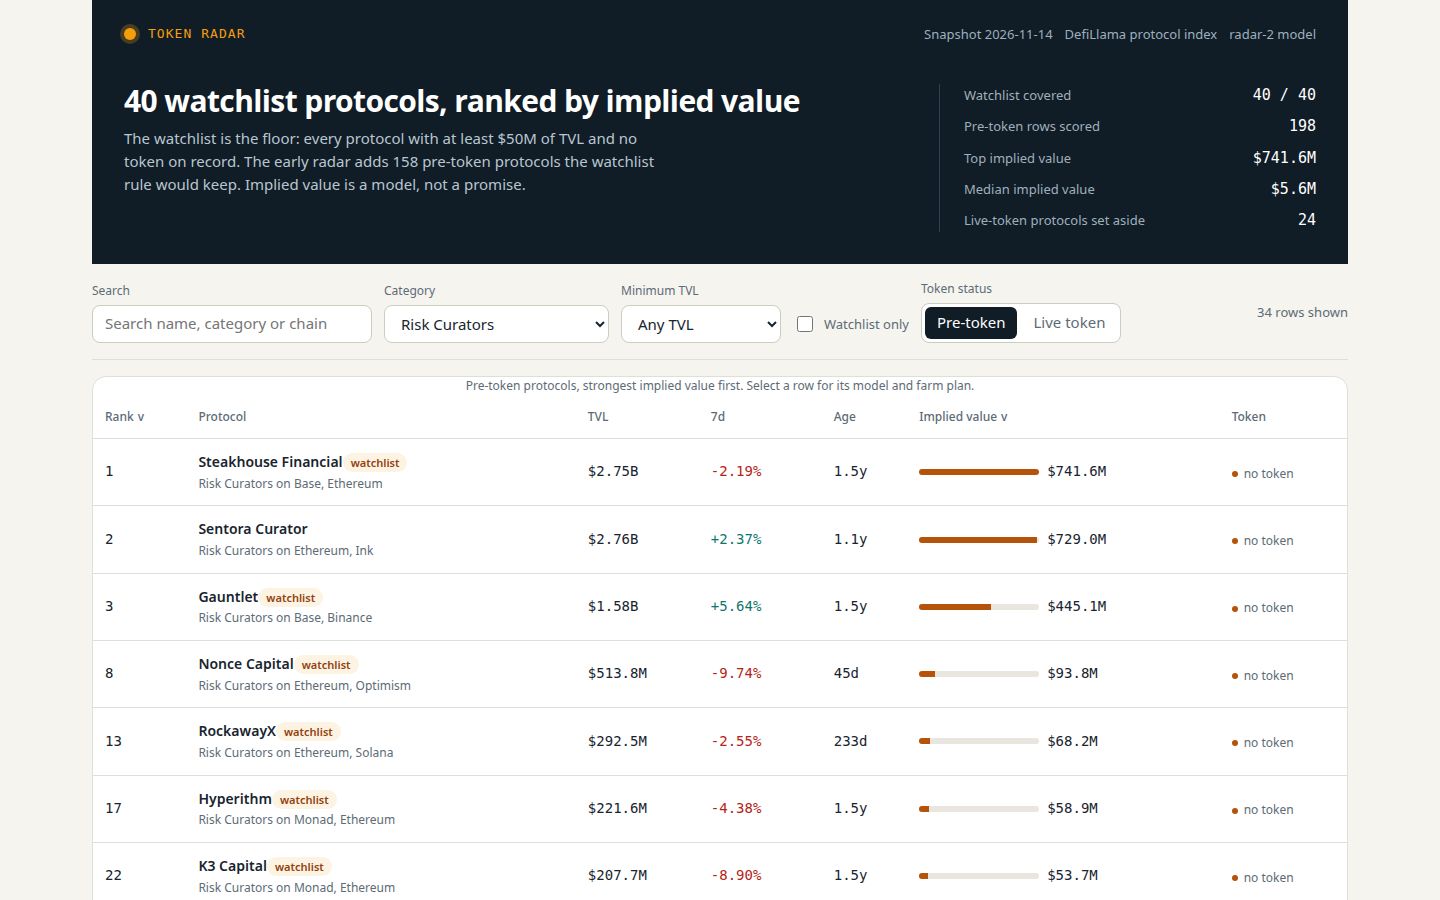 TOKEN RADAR
Snapshot 2026-11-14 DefiLlama protocol index radar-2 model
40 watchlist protocols, ranked by implied value
The watchlist is the floor: every protocol with at least $50M of TVL and no
token on record. The early radar adds 158 pre-token protocols the watchlist
rule would keep. Implied value is a model, not a promise.
Watchlist covered 40 / 40
Pre-token rows scored 198
Top implied value $741.6M
Median implied value $5.6M
Live-token protocols set aside 24
Search Category Minimum TVL Token status
Search name, category or chain Risk Curators Any TVL Watchlist only Pre-token Live token 34 rows shown
Pre-token protocols, strongest implied value first. Select a row for its model and farm plan.
Rank v Protocol TVL 7d Age Implied value v Token
1 Steakhouse Financial watchlist $2.75B -2.19% 1.5y $741.6M no token
Risk Curators on Base, Ethereum
2 Sentora Curator $2.76B +2.37% 1.1y $729.0M no token
Risk Curators on Ethereum, Ink
3 Gauntlet watchlist $1.58B +5.64% 1.5y $445.1M no token
Risk Curators on Base, Binance
8 Nonce Capital watchlist $513.8M -9.74% 45d $93.8M no token
Risk Curators on Ethereum, Optimism
13 RockawayX watchlist $292.5M -2.55% 233d $68.2M no token
Risk Curators on Ethereum, Solana
17 Hyperithm watchlist $221.6M -4.38% 1.5y $58.9M no token
Risk Curators on Monad, Ethereum
22 K3 Capital watchlist $207.7M -8.90% 1.5y $53.7M no token
Risk Curators on Monad, Ethereum